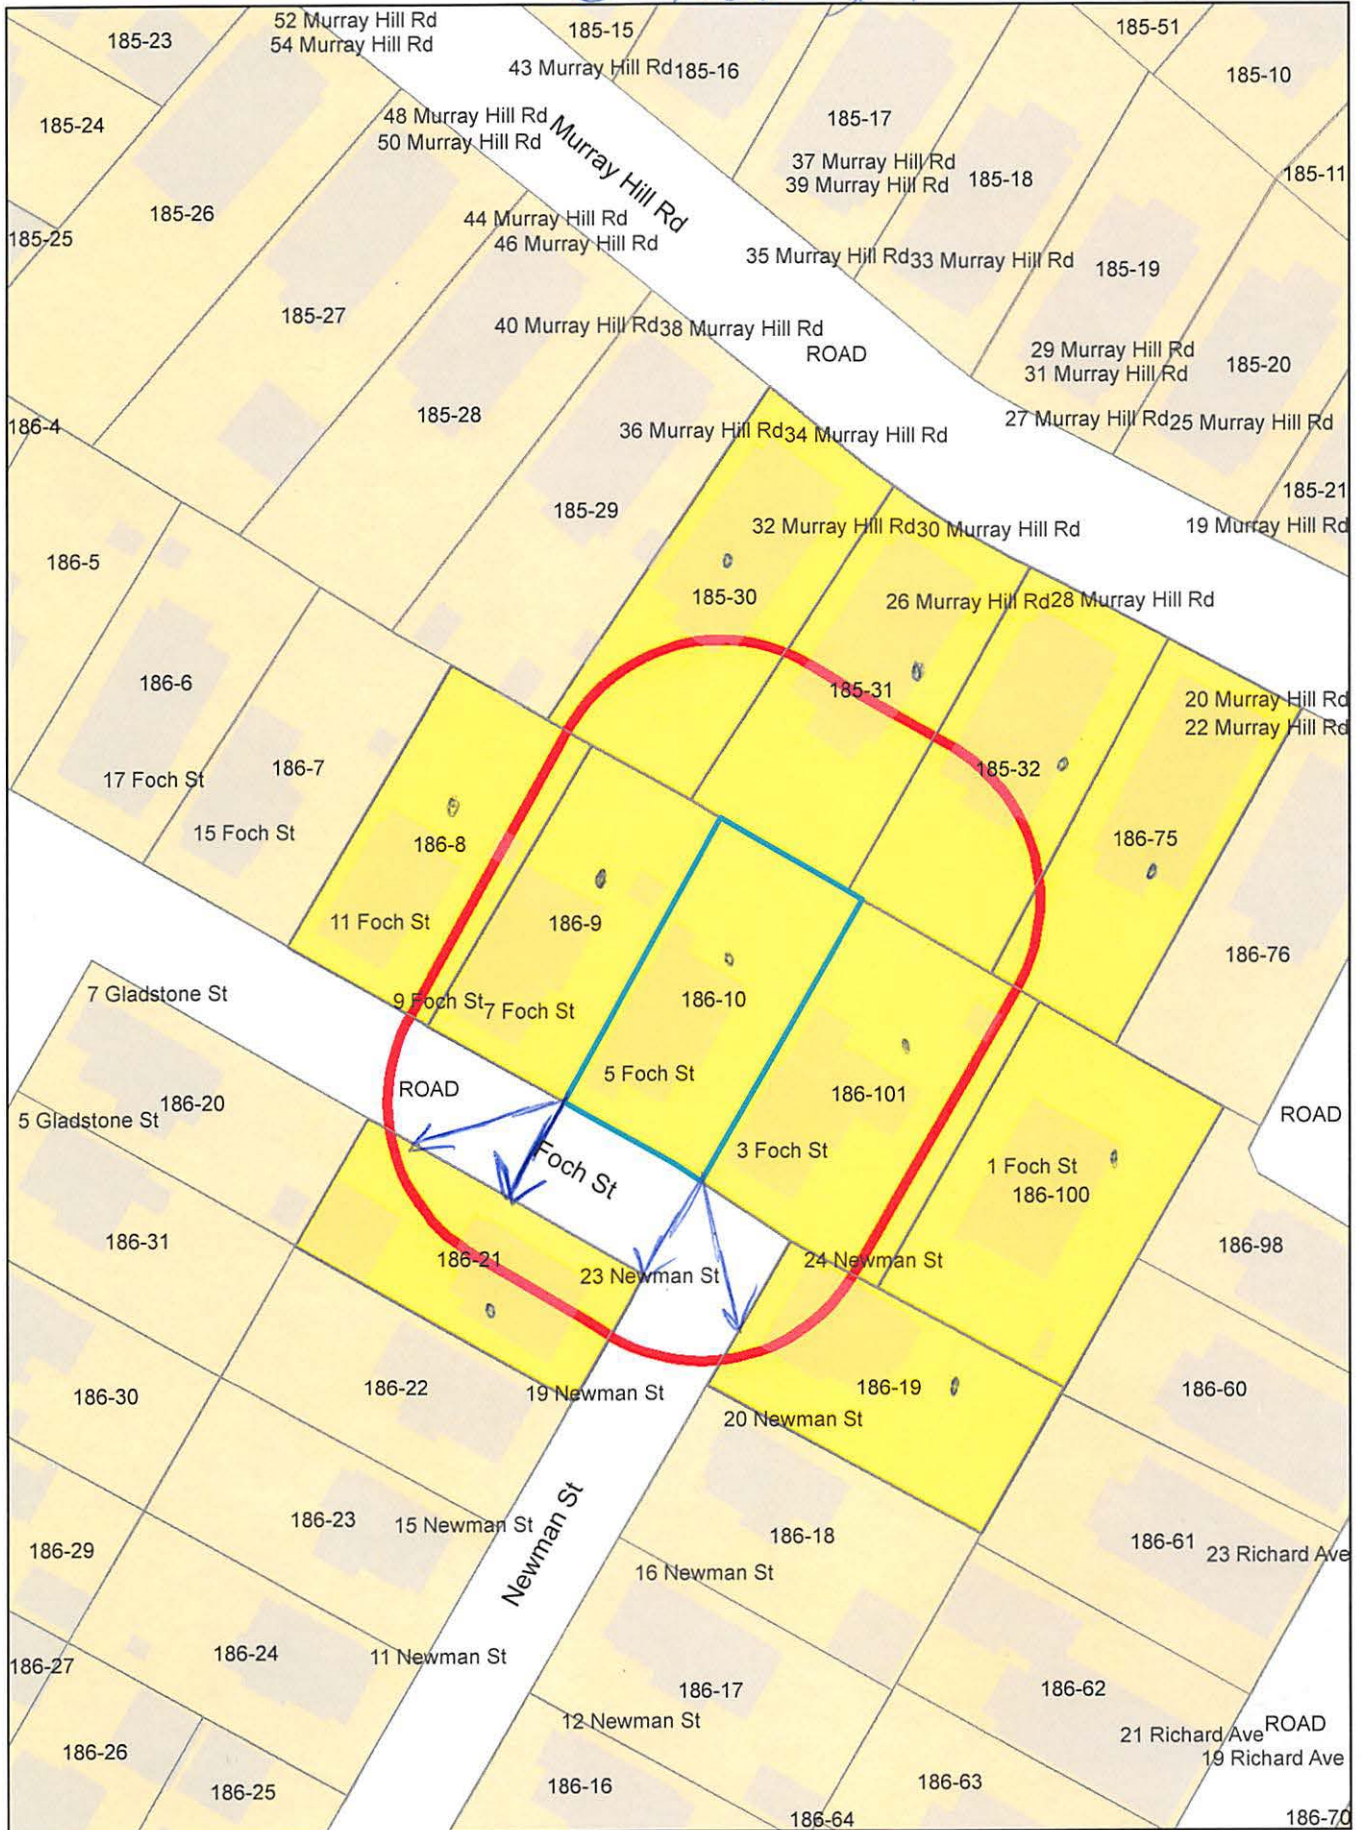 52 Murray Hill Rd
54 Murray Hill Rd
185-23
185-15
185-51
43 Murray Hill Rd
185-16
185-10
185-24
48 Murray Hill Rd
50 Murray Hill Rd
Murray Hill Rd
185-17
37 Murray Hill Rd
39 Murray Hill Rd
185-18
185-11
185-26
44 Murray Hill Rd
46 Murray Hill Rd
185-25
35 Murray Hill Rd
33 Murray Hill Rd
185-19
185-27
40 Murray Hill Rd
38 Murray Hill Rd
ROAD
29 Murray Hill Rd
31 Murray Hill Rd
185-20
185-28
186-4
36 Murray Hill Rd
34 Murray Hill Rd
27 Murray Hill Rd
25 Murray Hill Rd
185-21
185-29
32 Murray Hill Rd
30 Murray Hill Rd
19 Murray Hill Rd
186-5
185-30
26 Murray Hill Rd
28 Murray Hill Rd
186-6
185-31
20 Murray Hill Rd
22 Murray Hill Rd
186-7
185-32
17 Foch St
15 Foch St
186-8
186-75
11 Foch St
186-9
186-76
7 Gladstone St
9 Foch St
7 Foch St
186-10
5 Foch St
ROAD
186-20
186-101
ROAD
5 Gladstone St
Foch St
3 Foch St
1 Foch St
186-100
186-31
186-21
23 Newman St
24 Newman St
186-98
186-30
186-22
19 Newman St
186-19
186-60
20 Newman St
186-23
15 Newman St
186-18
186-61
23 Richard Ave
186-29
Newman St
16 Newman St
186-24
11 Newman St
186-27
186-17
186-62
12 Newman St
21 Richard Ave
ROAD
19 Richard Ave
186-26
186-25
186-16
186-63
186-64
186-70